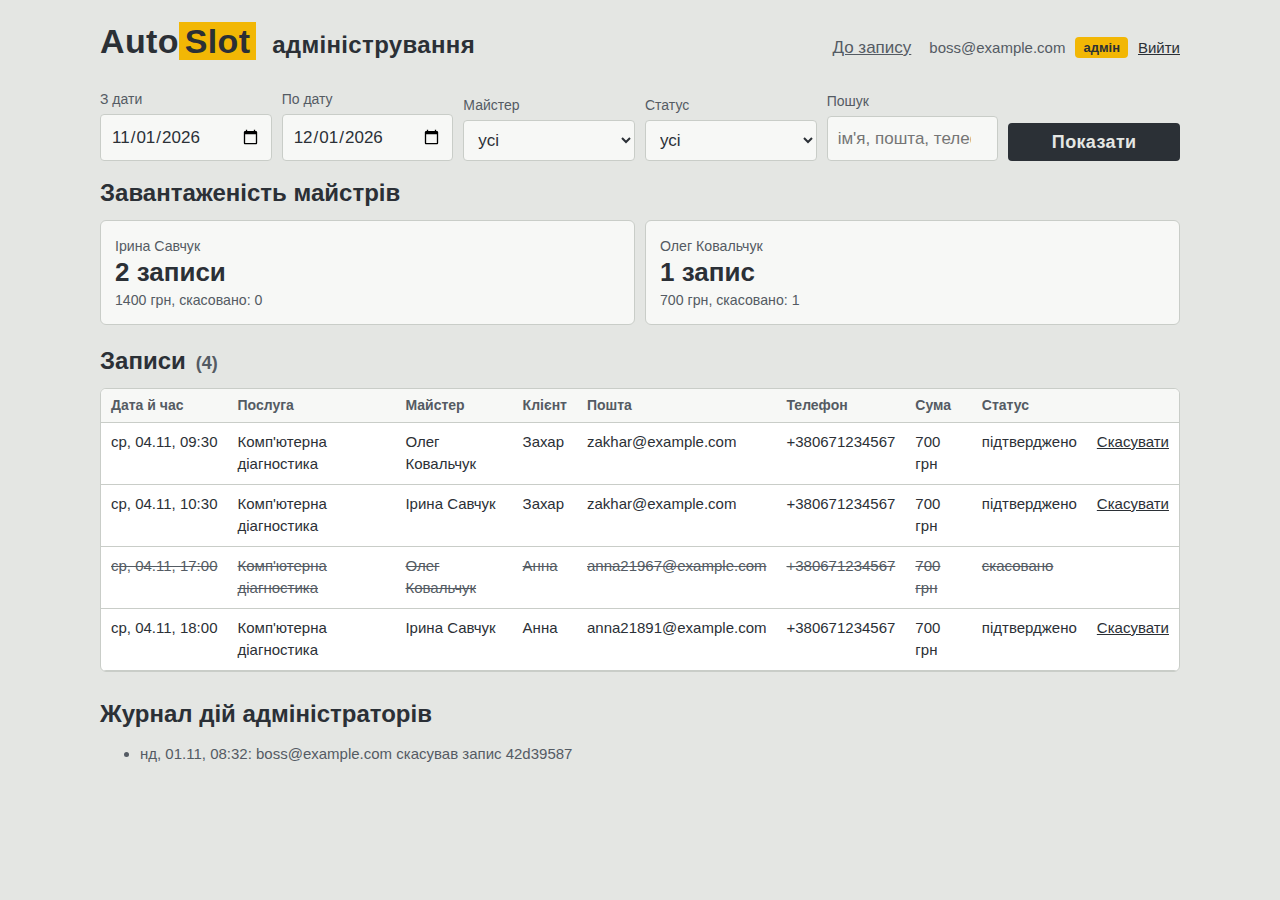 AutoSlot адміністрування
До запису boss@example.com адмін Вийти
З дати По дату Майстер Статус Пошук
11/01/2026 12/01/2026 усі усі ім'я, пошта, теле Показати
Завантаженість майстрів
Ірина Савчук
2 записи
1400 грн, скасовано: 0
Олег Ковальчук
1 запис
700 грн, скасовано: 1
Записи (4)
Дата й час Послуга Майстер Клієнт Пошта Телефон Сума Статус
ср, 04.11, 09:30 Комп'ютерна діагностика Олег Ковальчук Захар zakhar@example.com +380671234567 700 грн підтверджено Скасувати
ср, 04.11, 10:30 Комп'ютерна діагностика Ірина Савчук Захар zakhar@example.com +380671234567 700 грн підтверджено Скасувати
ср, 04.11, 17:00 Комп'ютерна діагностика Олег Ковальчук Анна anna21967@example.com +380671234567 700 грн скасовано
ср, 04.11, 18:00 Комп'ютерна діагностика Ірина Савчук Анна anna21891@example.com +380671234567 700 грн підтверджено Скасувати
Журнал дій адміністраторів
нд, 01.11, 08:32: boss@example.com скасував запис 42d39587